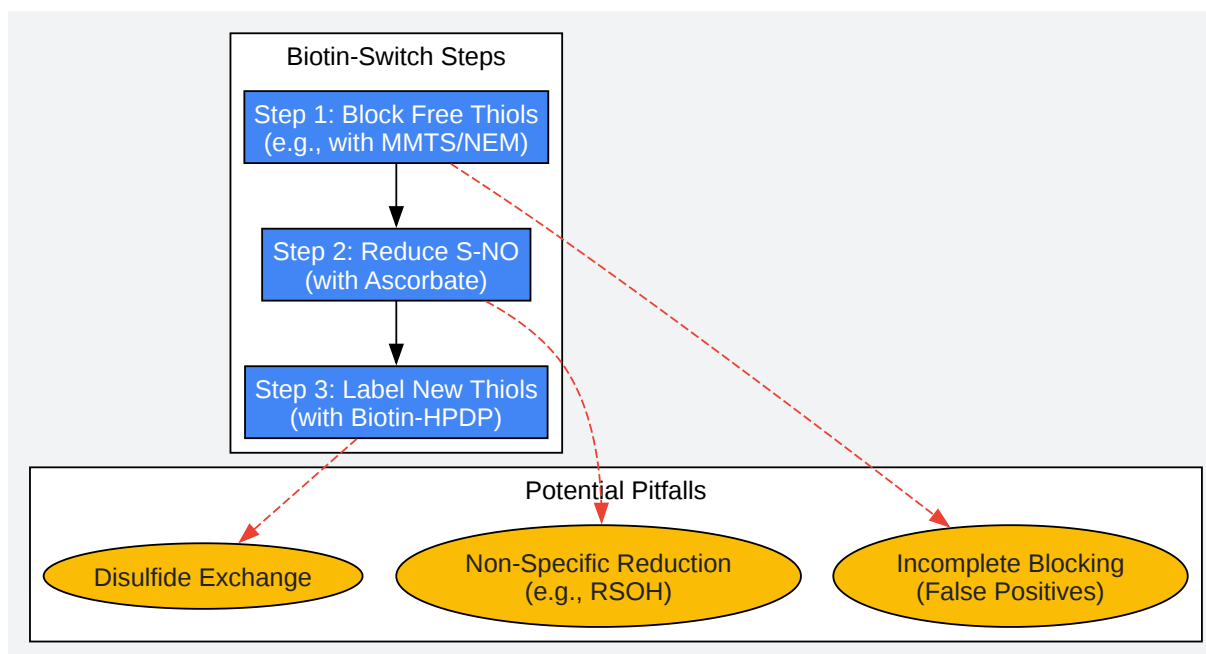 Biotin-Switch Steps
Step 1: Block Free Thiols
(e.g., with MMTS/NEM)
Step 2: Reduce S-NO
(with Ascorbate)
Step 3: Label New Thiols
(with Biotin-HPDP)
Potential Pitfalls
Disulfide Exchange
Non-Specific Reduction
(e.g., RSOH)
Incomplete Blocking
(False Positives)